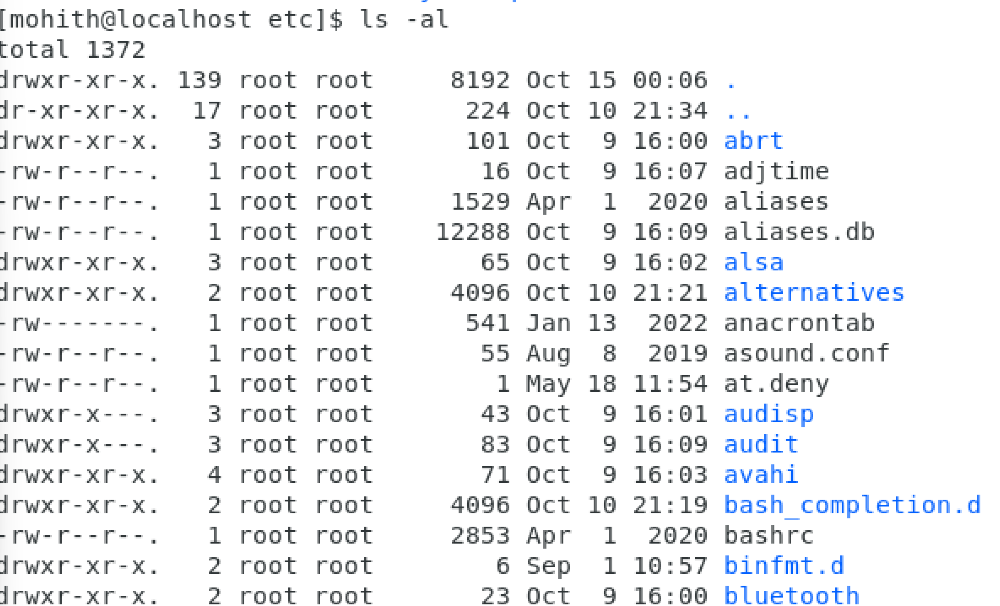 [mohith@localhost etc]$ ls -al
total 1372
drwxr-xr-x. 139 root root     8192 Oct 15 00:06 .
dr-xr-xr-x.  17 root root      224 Oct 10 21:34 ..
drwxr-xr-x.   3 root root      101 Oct  9 16:00 abrt
-rw-r--r--.   1 root root       16 Oct  9 16:07 adjtime
-rw-r--r--.   1 root root     1529 Apr  1  2020 aliases
-rw-r--r--.   1 root root    12288 Oct  9 16:09 aliases.db
drwxr-xr-x.   3 root root       65 Oct  9 16:02 alsa
drwxr-xr-x.   2 root root     4096 Oct 10 21:21 alternatives
-rw-------.   1 root root      541 Jan 13  2022 anacrontab
-rw-r--r--.   1 root root       55 Aug  8  2019 asound.conf
-rw-r--r--.   1 root root        1 May 18 11:54 at.deny
drwxr-x---.   3 root root       43 Oct  9 16:01 audisp
drwxr-x---.   3 root root       83 Oct  9 16:09 audit
drwxr-xr-x.   4 root root       71 Oct  9 16:03 avahi
drwxr-xr-x.   2 root root     4096 Oct 10 21:19 bash_completion.d
-rw-r--r--.   1 root root     2853 Apr  1  2020 bashrc
drwxr-xr-x.   2 root root        6 Sep  1 10:57 binfmt.d
drwxr-xr-x.   2 root root       23 Oct  9 16:00 bluetooth